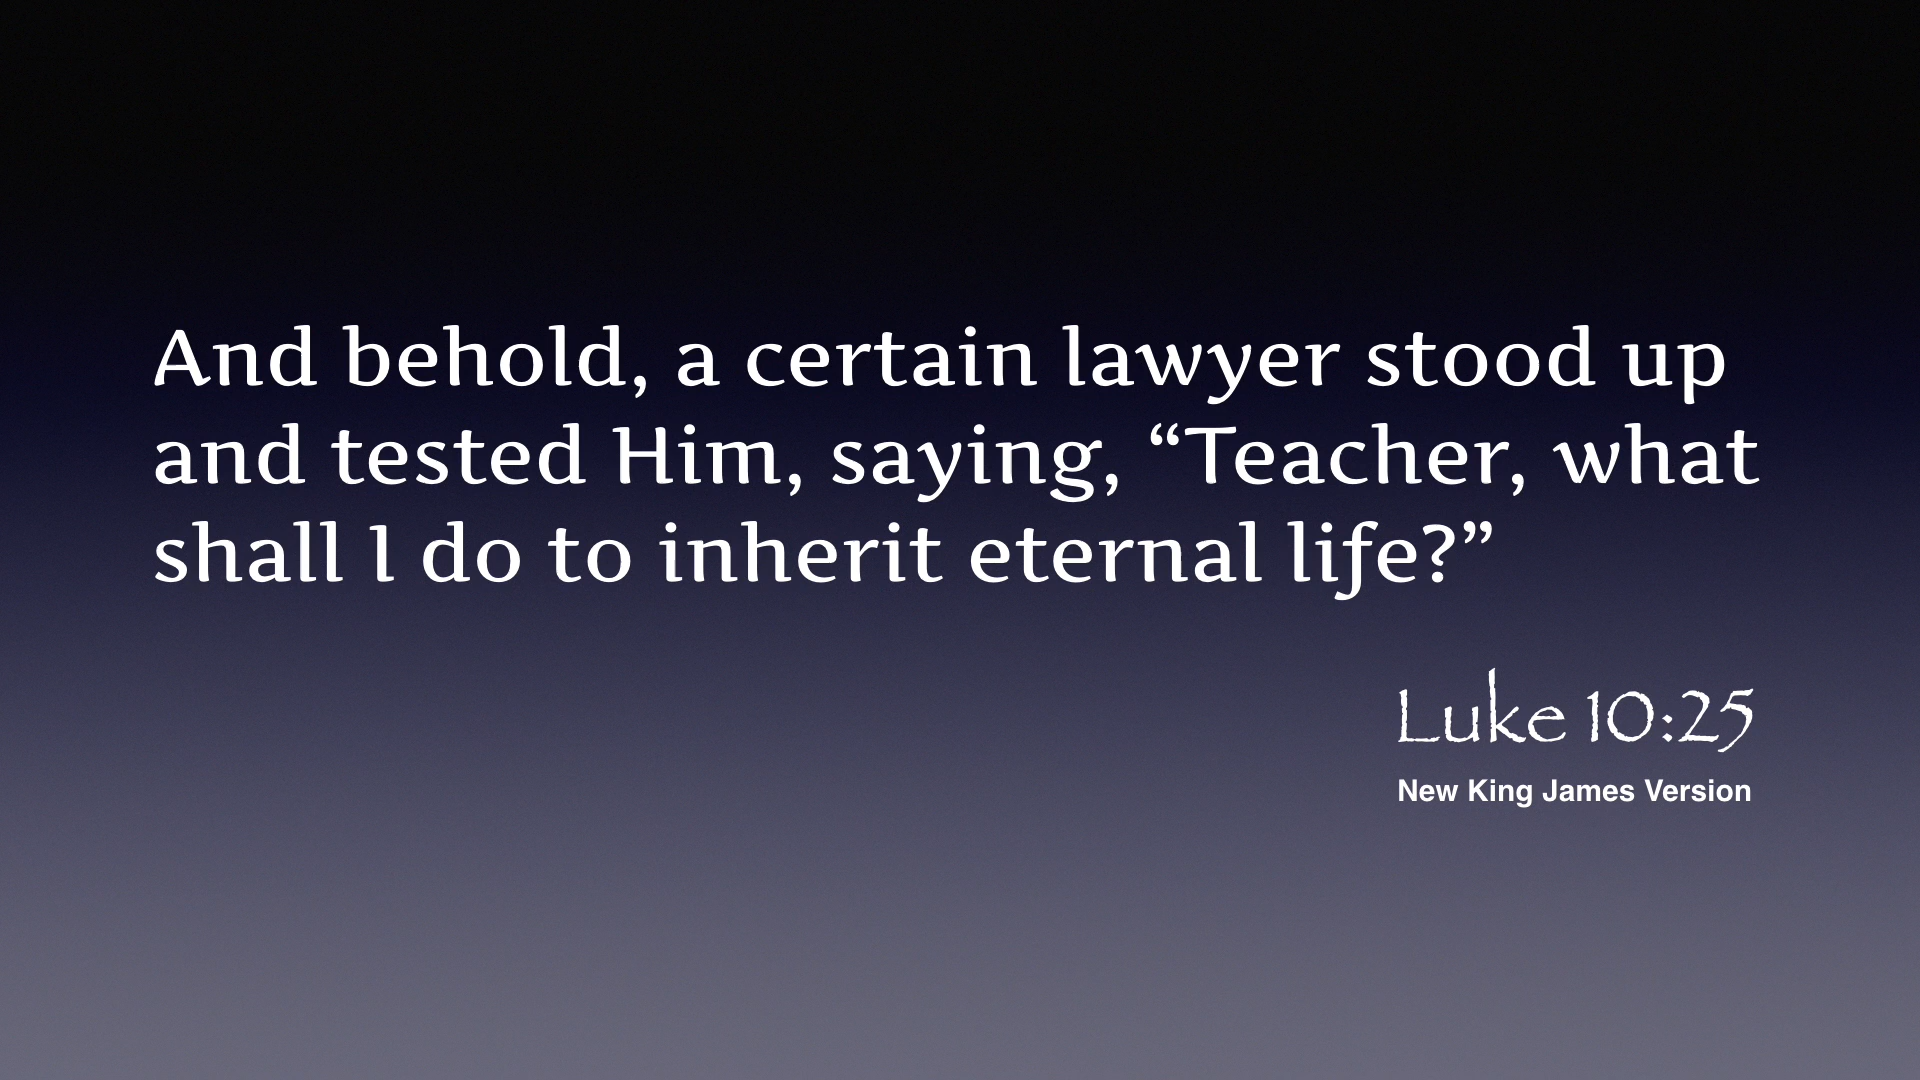 And behold, a certain lawyer stood up
and tested Him, saying, “Teacher, what
shall I do to inherit eternal life?”
Luke 10:25
New King James Version